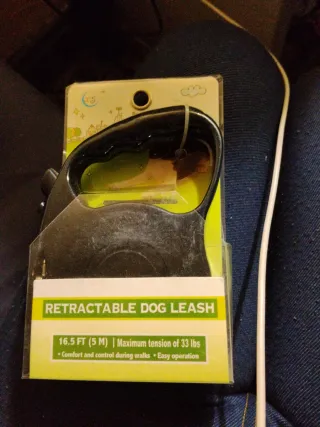 RETRACTABLE DOG LEASH
16.5 FT (5 M) | Maximum tension of 33 lbs
• Comfort and control during walks • Easy operation